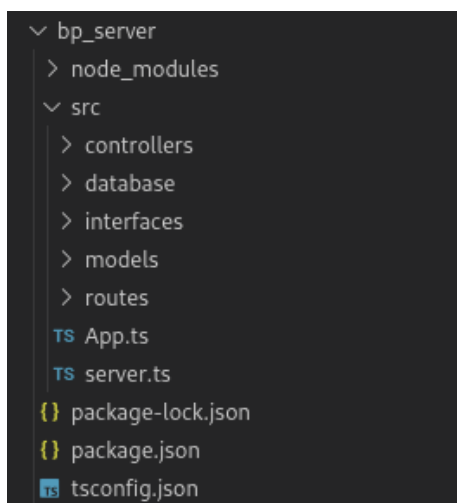 bp_server
node_modules
src
controllers
database
interfaces
models
routes
TS App.ts
TS server.ts
{} package-lock.json
{} package.json
TS tsconfig.json